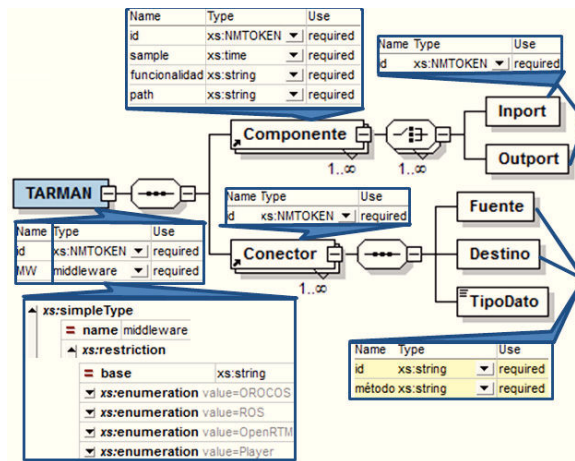 Name Type Use
id xs:NMTOKEN required
sample xs:time required
funcionalidad xs:string required
path xs:string required
Name Type Use
id xs:NMTOKEN required
Componente
1..∞
1..∞
Inport
Outport
TARMAN
Name Type Use
id xs:NMTOKEN required
MW middleware required
Name Type Use
id xs:NMTOKEN required
Conector
1..∞
Fuente
Destino
TipoDato
xs:simpleType
= name middleware
xs:restriction
= base xs:string
xs:enumeration value=OROCOS
xs:enumeration value=ROS
xs:enumeration value=OpenRTM
xs:enumeration value=Player
Name Type Use
id xs:string required
método xs:string required